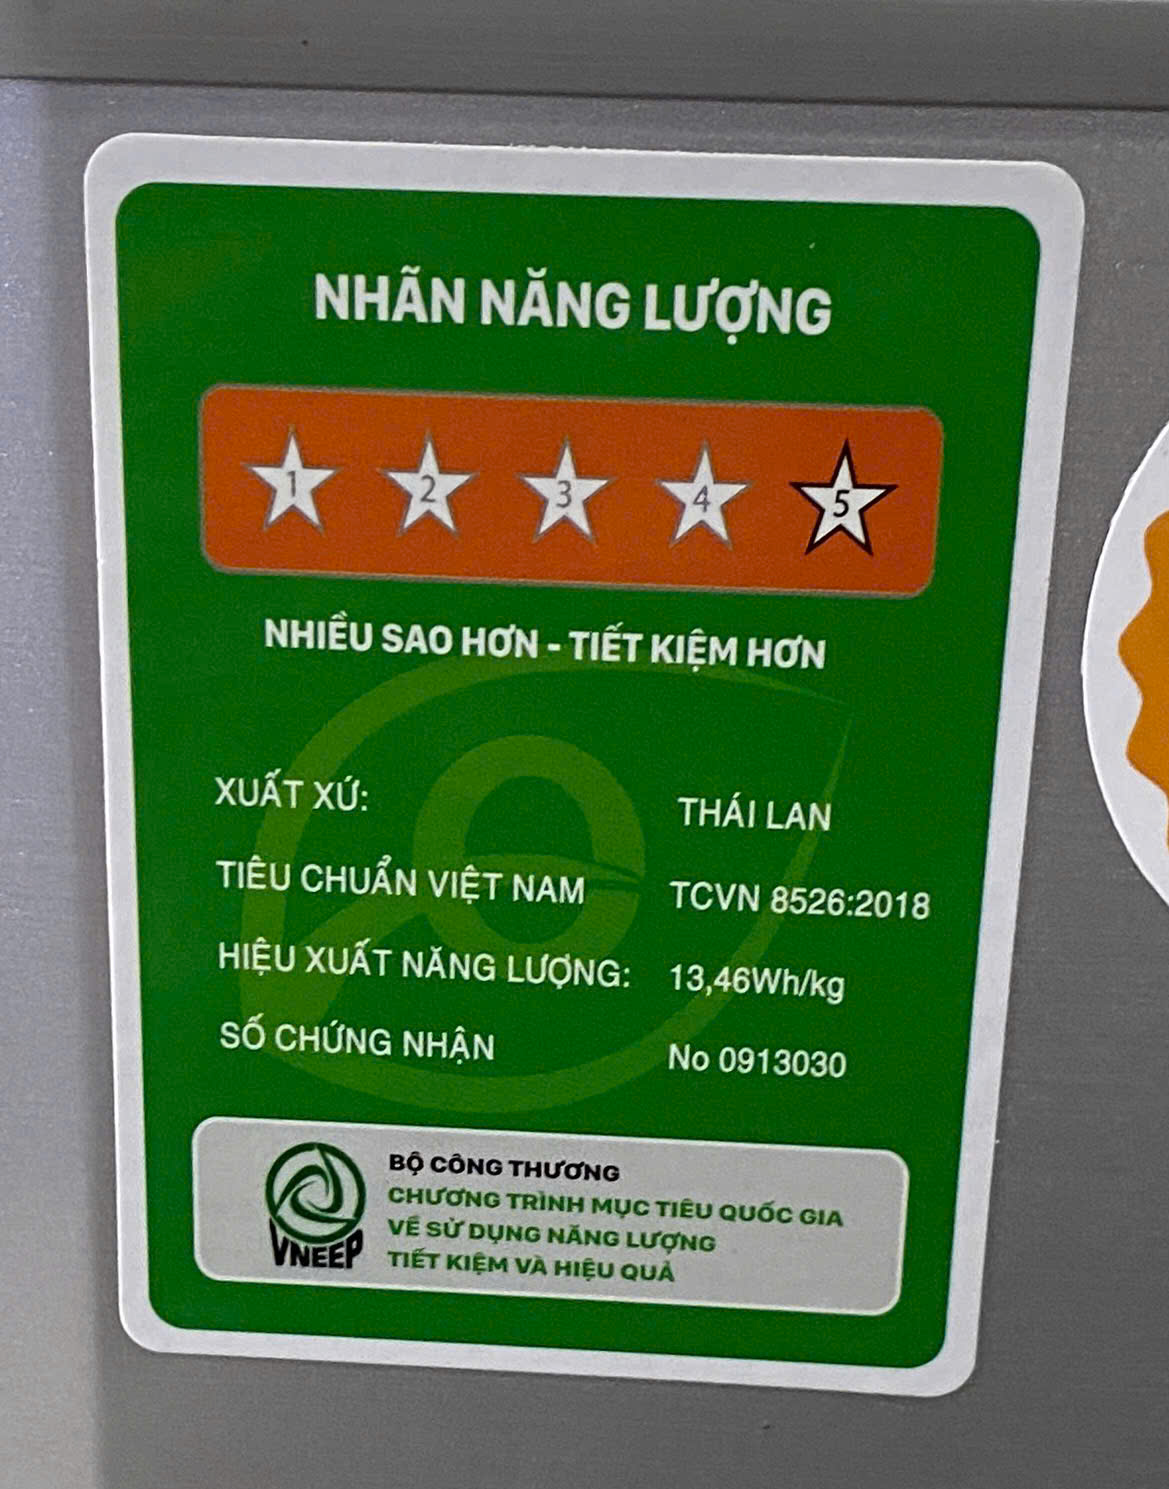 NHÃN NĂNG LƯỢNG
1 2 3 4 5
NHIỀU SAO HƠN - TIẾT KIỆM HƠN
XUẤT XỨ: THÁI LAN
TIÊU CHUẨN VIỆT NAM TCVN 8526:2018
HIỆU XUẤT NĂNG LƯỢNG: 13,46Wh/kg
SỐ CHỨNG NHẬN No 0913030
BỘ CÔNG THƯƠNG
CHƯƠNG TRÌNH MỤC TIÊU QUỐC GIA
VỀ SỬ DỤNG NĂNG LƯỢNG
TIẾT KIỆM VÀ HIỆU QUẢ
VNEEP